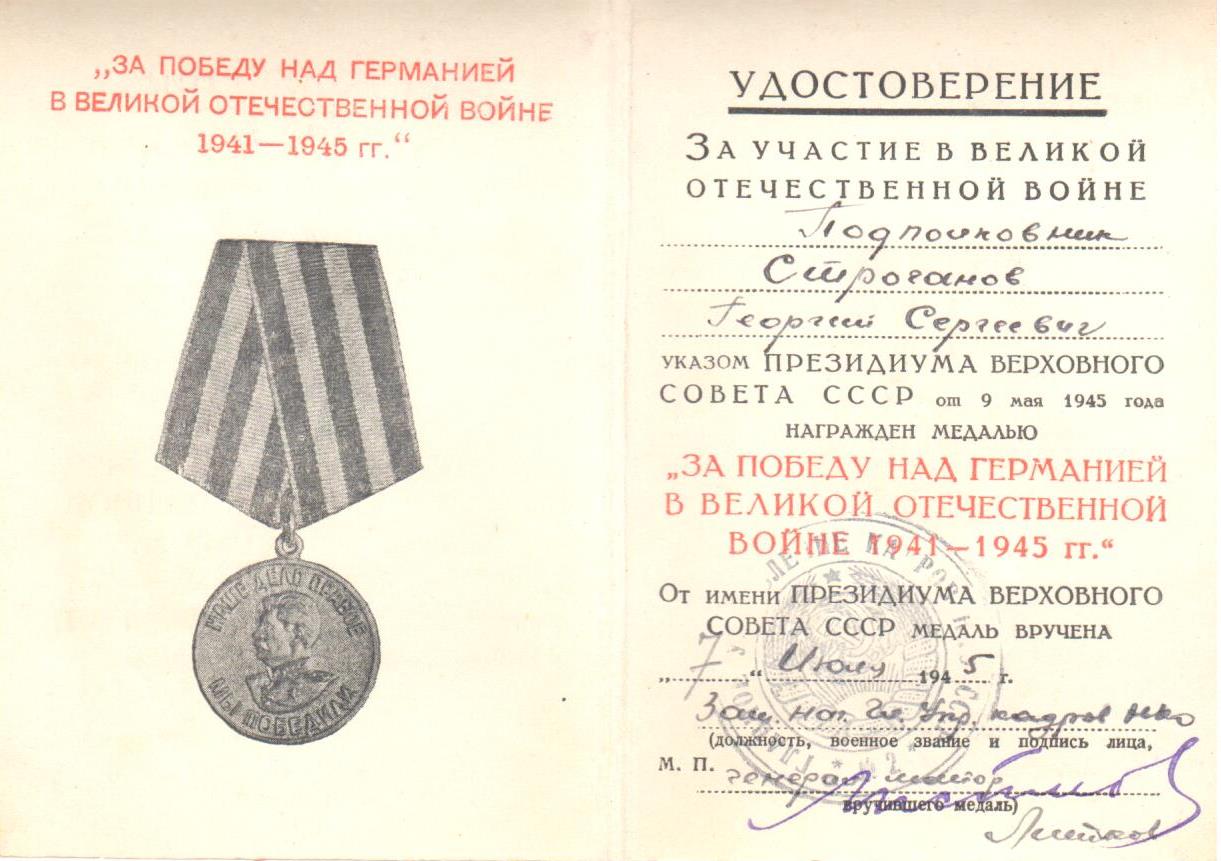 „ЗА ПОБЕДУ НАД ГЕРМАНИЕЙ
В ВЕЛИКОЙ ОТЕЧЕСТВЕННОЙ ВОЙНЕ
1941—1945 гг.“
НАШЕ ДЕЛО ПРАВОЕ
МЫ ПОБЕДИЛИ
УДОСТОВЕРЕНИЕ
ЗА УЧАСТИЕ В ВЕЛИКОЙ
ОТЕЧЕСТВЕННОЙ ВОЙНЕ
Подполковник
Строганов
Георгий Сергеевич
УКАЗОМ ПРЕЗИДИУМА ВЕРХОВНОГО
СОВЕТА СССР от 9 мая 1945 года
НАГРАЖДЕН МЕДАЛЬЮ
„ЗА ПОБЕДУ НАД ГЕРМАНИЕЙ
В ВЕЛИКОЙ ОТЕЧЕСТВЕННОЙ
ВОЙНЕ 1941—1945 гг.“
ОТ ИМЕНИ ПРЕЗИДИУМА ВЕРХОВНОГО
СОВЕТА СССР МЕДАЛЬ ВРУЧЕНА
„7“ Июля 1945 г.
Зам. нач. Гл. Упр. кадров НКО
(должность, военное звание и подпись лица,
М. П. генерал майор
вручившего медаль)